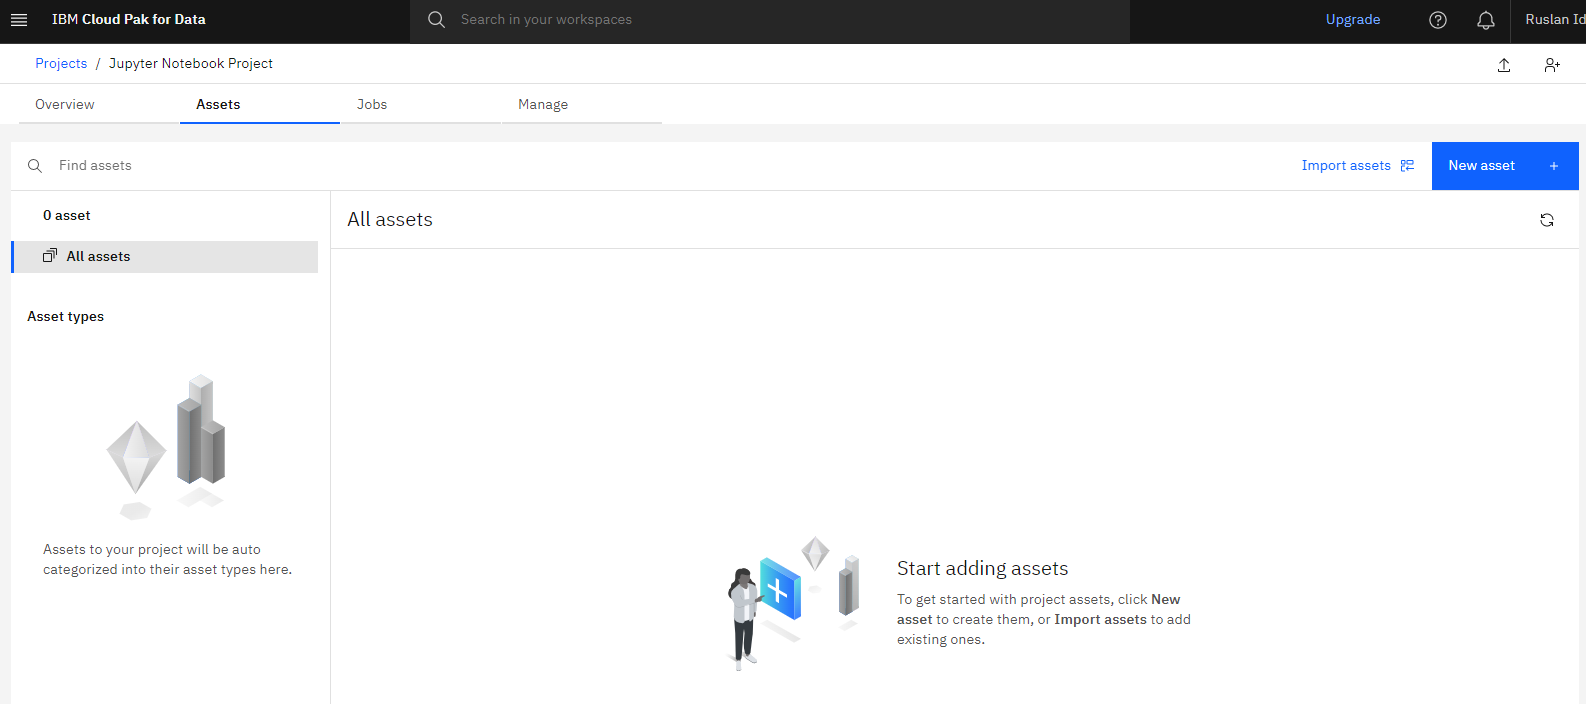 IBM Cloud Pak for Data
Search in your workspaces
Upgrade
Ruslan Id
Projects / Jupyter Notebook Project
Overview
Assets
Jobs
Manage
Find assets
Import assets
New asset +
0 asset
All assets
All assets
Asset types
Assets to your project will be auto
categorized into their asset types here.
Start adding assets
To get started with project assets, click New
asset to create them, or Import assets to add
existing ones.